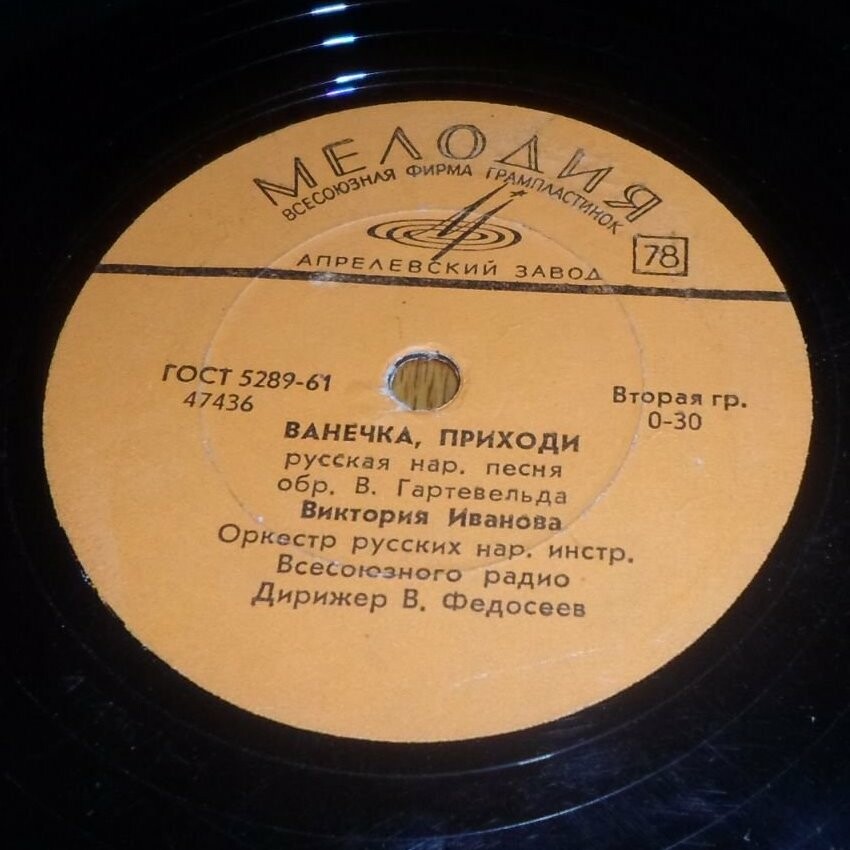 МЕЛОДИЯ
ВСЕСОЮЗНАЯ ФИРМА ГРАМПЛАСТИНОК
АПРЕЛЕВСКИЙ ЗАВОД
78
ГОСТ 5289-61
47436
Вторая гр.
0-30
ВАНЕЧКА, ПРИХОДИ
русская нар. песня
обр. В. Гартевельда
Виктория Иванова
Оркестр русских нар. инстр.
Всесоюзного радио
Дирижер В. Федосеев